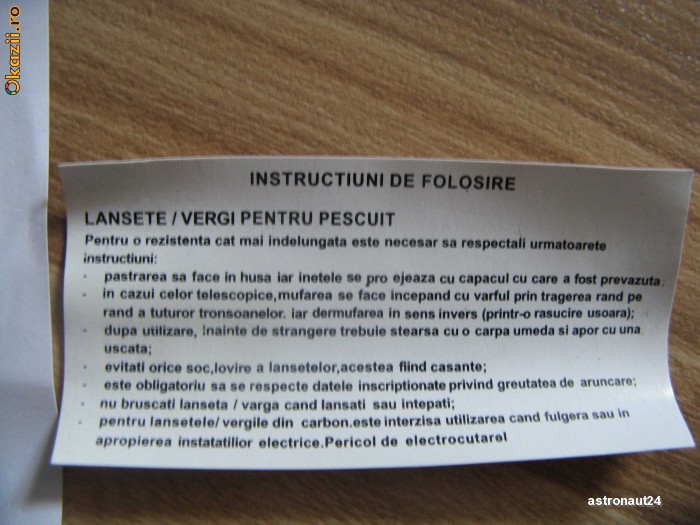 Okazii.ro
INSTRUCTIUNI DE FOLOSIRE
LANSETE / VERGI PENTRU PESCUIT
Pentru o rezistenta cat mai indelungata este necesar sa respectali urmatoarete
instructiuni:
- pastrarea sa face in husa iar inetele se pro ejeaza cu capacul cu care a fost prevazuta;
- in cazui celor telescopice,mufarea se face incepand cu varful prin tragerea rand pe
rand a tuturor tronsoanelor. iar dermufarea in sens invers (printr-o rasucire usoara);
- dupa utilizare, !nainte de strangere trebuie stearsa cu o carpa umeda si apor cu una
uscata;
- evitati orice soc,lovire a lansetelor,acestea fiind casante;
- este obligatoriu sa se respecte datele inscriptionate privind greutatea de aruncare;
- nu bruscati lanseta / varga cand lansati sau intepati;
- pentru lansetele/ vergile din carbon.este interzisa utilizarea cand fulgera sau in
apropierea instatatiilor electrice.Pericol de electrocutarel
astronaut24